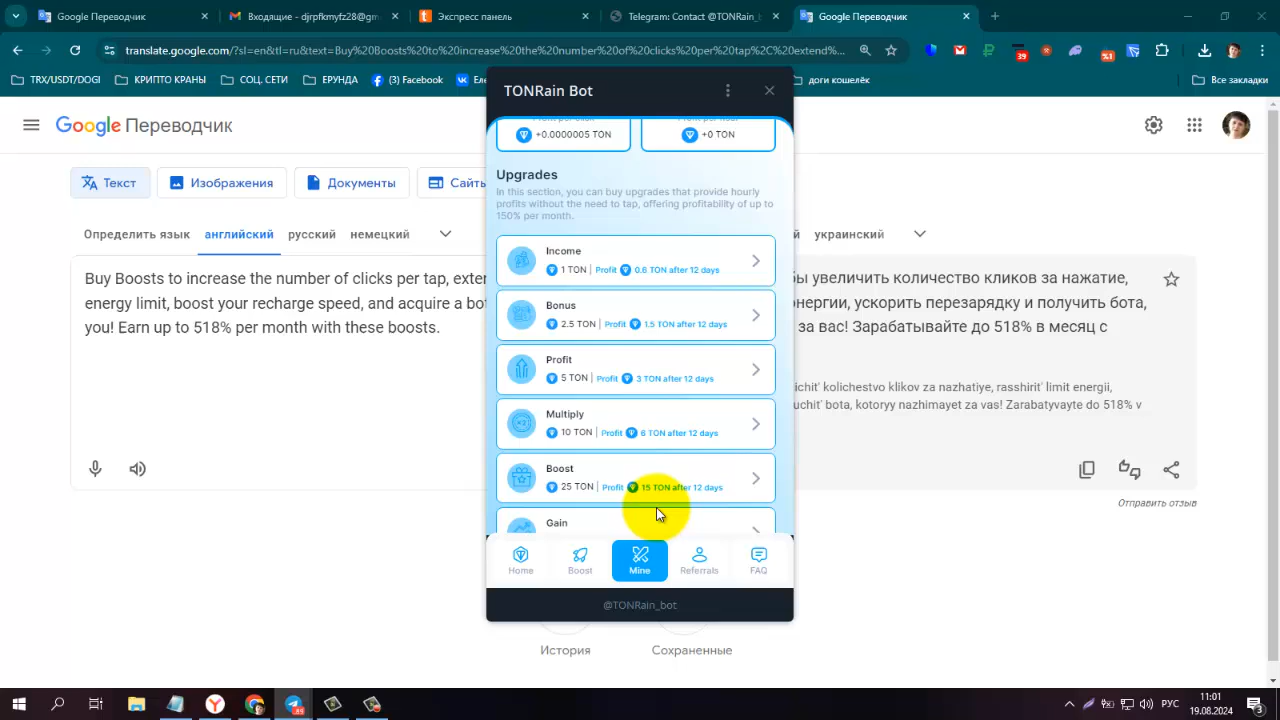 Google Переводчик
Входящие - djrpfkmyfz28@gm
Экспресс панель
Telegram: Contact @TONRain_b
Google Переводчик
translate.google.com/?sl=en&tl=ru&text=Buy%20Boosts%20to%20increase%20the%20number%20of%20clicks%20per%20tap%2C%20extend%...
39
TRX/USDT/DOGI
КРИПТО КРАНЫ
СОЦ. СЕТИ
ЕРУНДА
(3) Facebook
Еле
доги кошелёк
Все закладки
TONRain Bot
Google Переводчик
+0.0000005 TON
+0 TON
Текст
Изображения
Документы
Сайты
Upgrades
In this section, you can buy upgrades that provide hourly
profits without the need to tap, offering profitability of up to
150% per month.
Определить язык
английский
русский
немецкий
й
украинский
Buy Boosts to increase the number of clicks per tap, exte
energy limit, boost your recharge speed, and acquire a bo
you! Earn up to 518% per month with these boosts.
бы увеличить количество кликов за нажатие,
энергии, ускорить перезарядку и получить бота,
за вас! Зарабатывайте до 518% в месяц с
ichitʹ kolichestvo klikov za nazhatiye, rasshiritʹ limit energii,
uchitʹ bota, kotoryy nazhimayet za vas! Zarabatyvayte do 518% v
Income
1 TON | Profit 0.6 TON after 12 days
Bonus
2.5 TON | Profit 1.5 TON after 12 days
Profit
5 TON | Profit 3 TON after 12 days
Multiply
10 TON | Profit 6 TON after 12 days
Boost
25 TON | Profit 15 TON after 12 days
Gain
Отправить отзыв
Home
Boost
Mine
Referrals
FAQ
@TONRain_bot
История
Сохраненные
РУС
11:01
19.08.2024